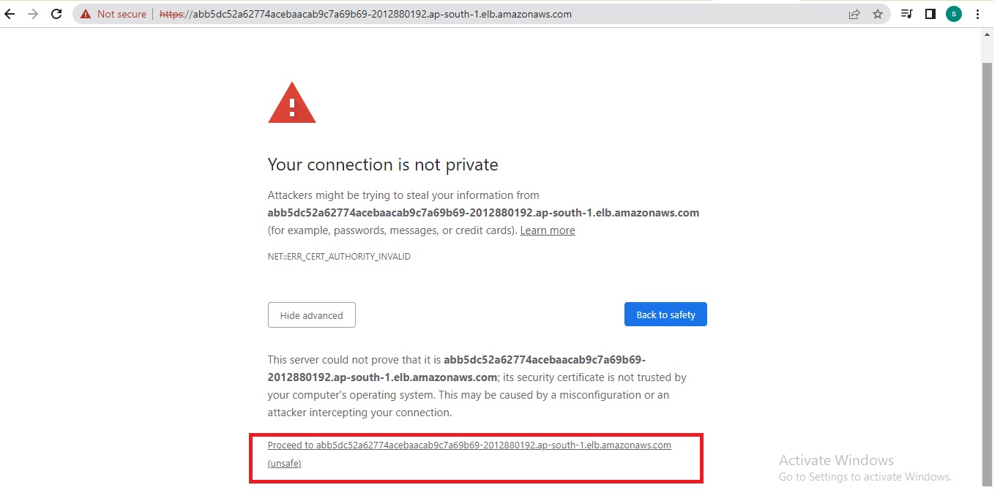 Not secure | https://abb5dc52a62774acebaacab9c7a69b69-2012880192.ap-south-1.elb.amazonaws.com
S
Your connection is not private
Attackers might be trying to steal your information from
abb5dc52a62774acebaacab9c7a69b69-2012880192.ap-south-1.elb.amazonaws.com
(for example, passwords, messages, or credit cards). Learn more
NET::ERR_CERT_AUTHORITY_INVALID
Hide advanced
Back to safety
This server could not prove that it is abb5dc52a62774acebaacab9c7a69b69-
2012880192.ap-south-1.elb.amazonaws.com; its security certificate is not trusted by
your computer's operating system. This may be caused by a misconfiguration or an
attacker intercepting your connection.
Proceed to abb5dc52a62774acebaacab9c7a69b69-2012880192.ap-south-1.elb.amazonaws.com
(unsafe)
Activate Windows
Go to Settings to activate Windows.